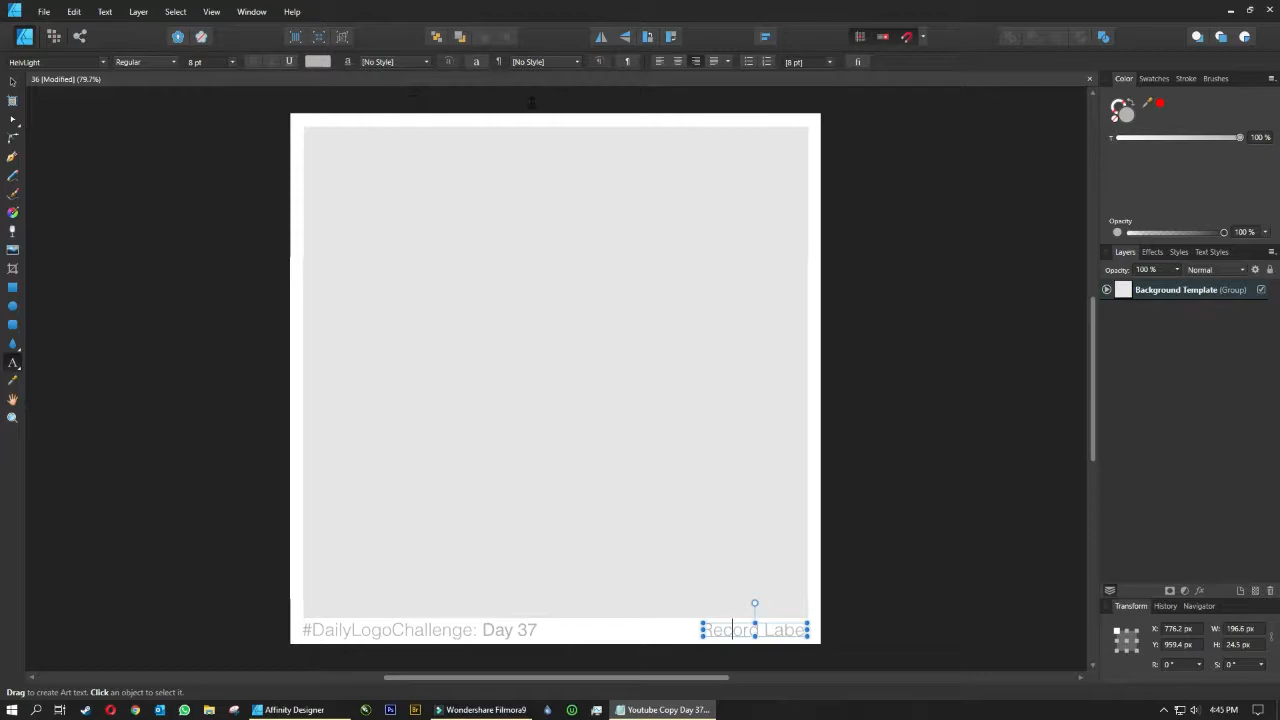 File Edit Text Layer Select View Window Help
HelvLight Regular 8 pt U a [No Style] a ¶ [No Style] ¶ [8 pt] fi
36 [Modified] (79.7%)
Color Swatches Stroke Brushes
T 100 %
Opacity
100 %
Layers Effects Styles Text Styles
Opacity: 100 % Normal
Background Template (Group)
A
#DailyLogoChallenge: Day 37 Record Label
Transform History Navigator
X: 776.2 px W: 196.6 px
Y: 959.4 px H: 24.5 px
R: 0 ° S: 0 °
Drag to create Art text. Click an object to select it.
Affinity Designer Ps Br Wondershare Filmora9 Youtube Copy Day 37... 4:45 PM